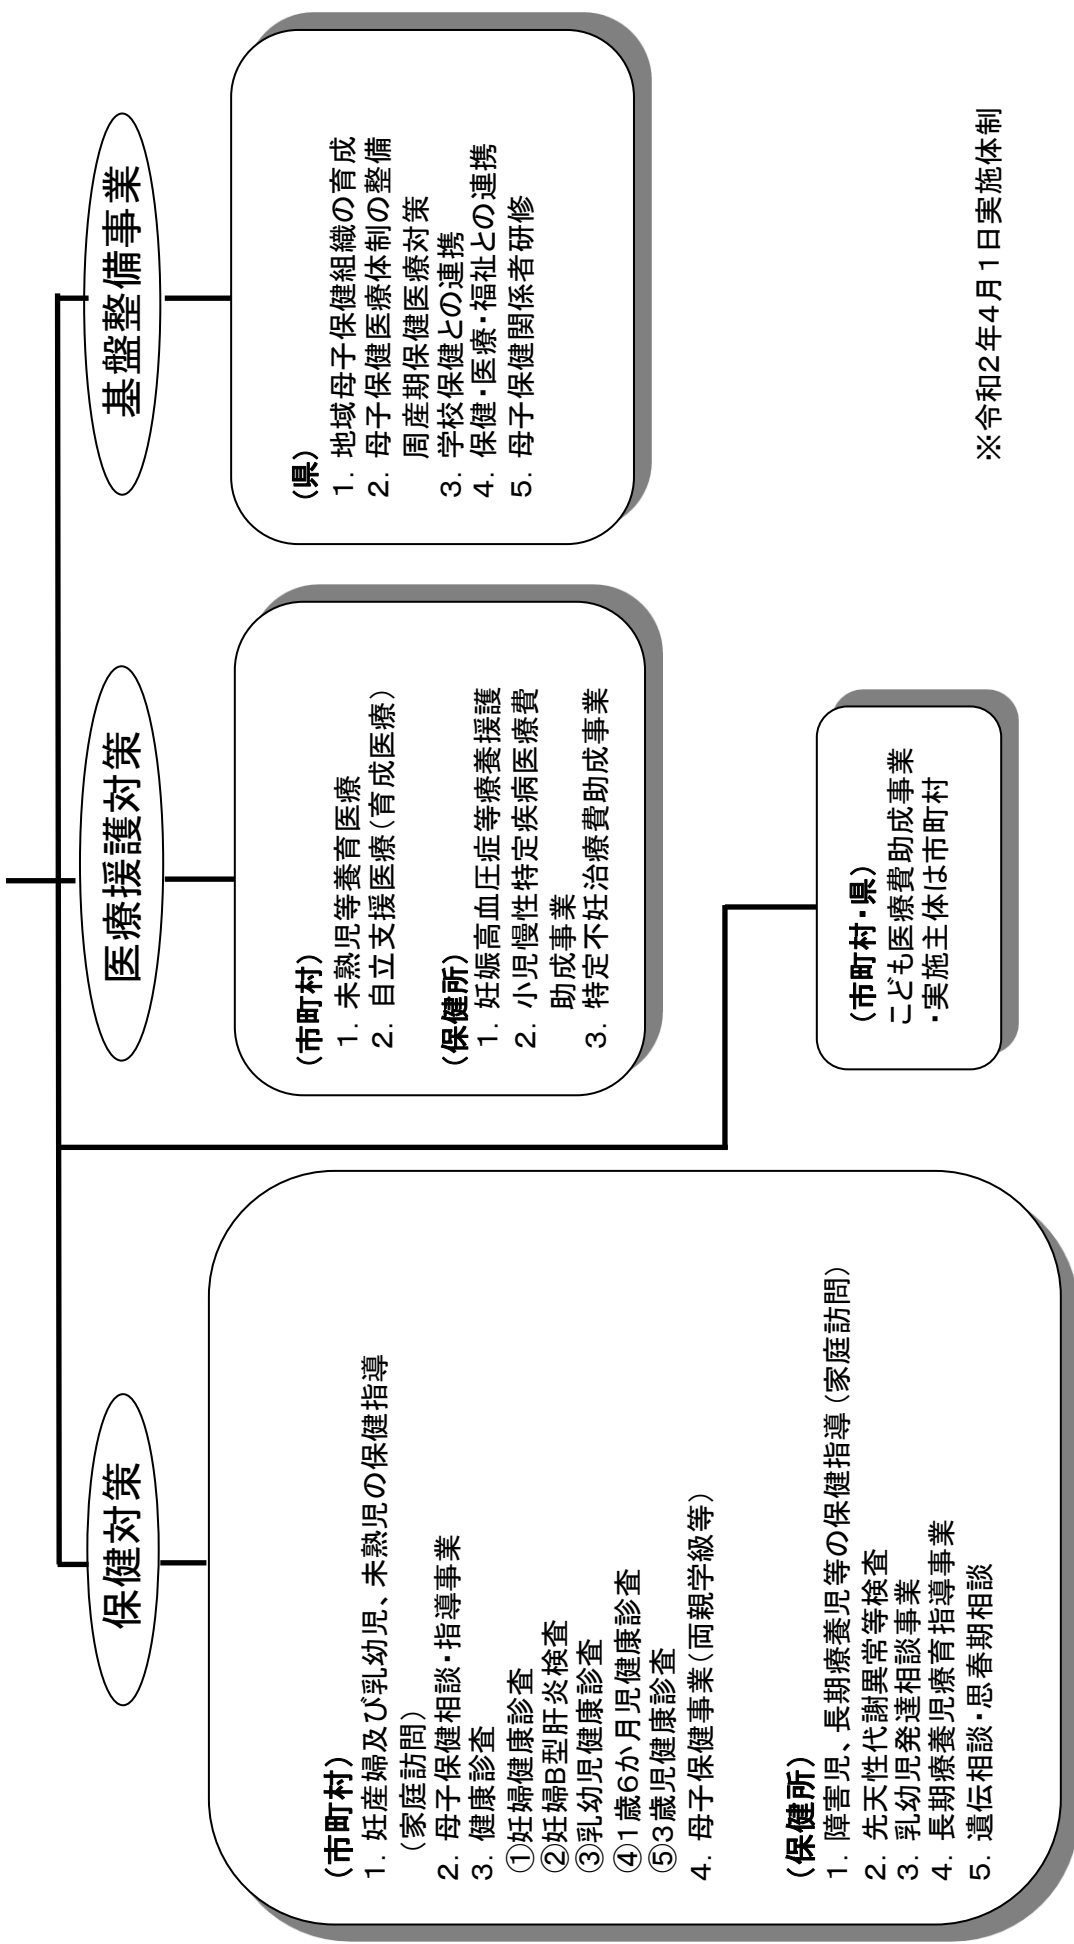 保健対策
(市町村)
1. 妊産婦及び乳幼児、未熟児の保健指導
(家庭訪問)
2. 母子保健相談・指導事業
3. 健康診査
①妊婦健康診査
②妊婦B型肝炎検査
③乳幼児健康診査
④1歳6か月児健康診査
⑤3歳児健康診査
4. 母子保健事業(両親学級等)
(保健所)
1. 障害児、長期療養児等の保健指導(家庭訪問)
2. 先天性代謝異常等検査
3. 乳幼児発達相談事業
4. 長期療養児療育指導事業
5. 遺伝相談・思春期相談
医療援護対策
(市町村)
1. 未熟児等養育医療
2. 自立支援医療(育成医療)
(保健所)
1. 妊娠高血圧症等療養援護
2. 小児慢性特定疾病医療費
助成事業
3. 特定不妊治療費助成事業
(市町村・県)
こども医療費助成事業
・実施主体は市町村
基盤整備事業
(県)
1. 地域母子保健組織の育成
2. 母子保健医療体制の整備
周産期保健医療対策
3. 学校保健との連携
4. 保健・医療・福祉との連携
5. 母子保健関係者研修
※令和2年4月1日実施体制